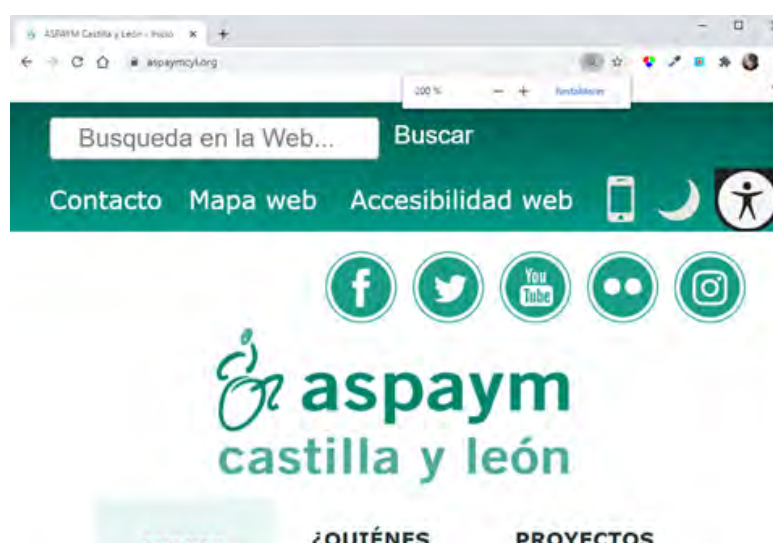 ASPAYM Castilla y León - Inicio
aspaymcyl.org
200 % Restablecer
Busqueda en la Web... Buscar
Contacto Mapa web Accesibilidad web
You
Tube
aspaym
castilla y león
¿QUIÉNES PROYECTOS